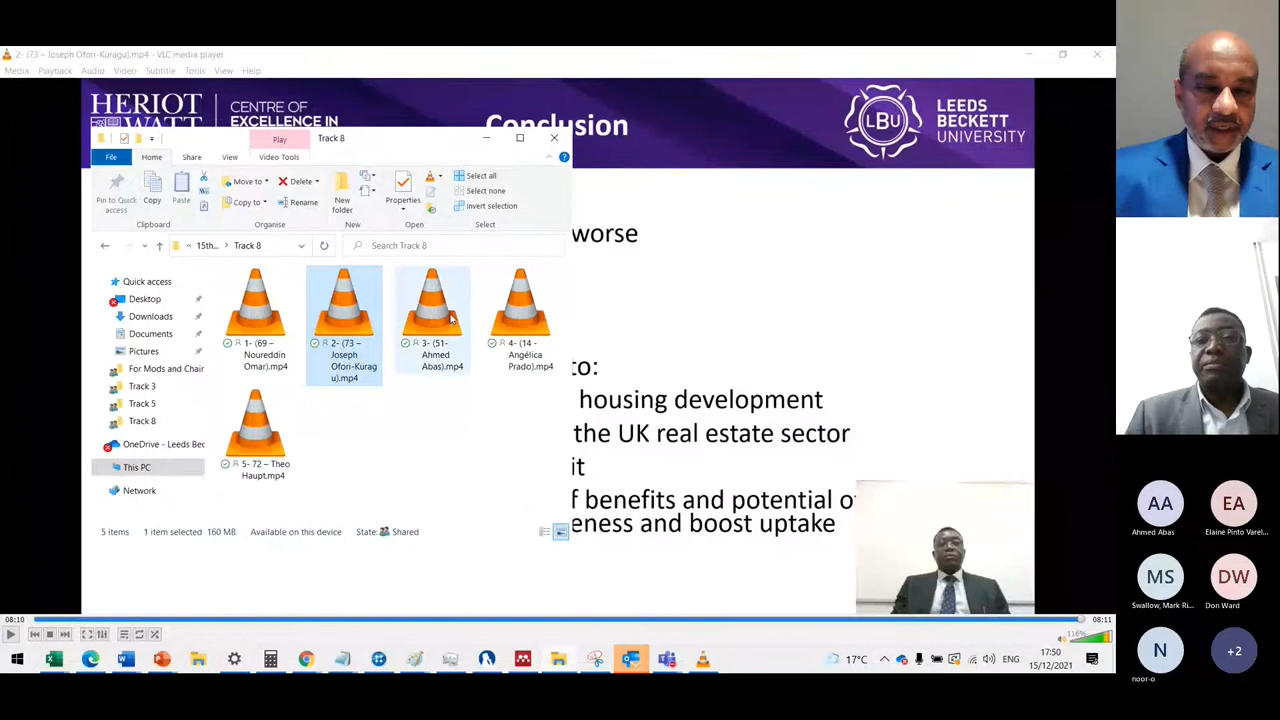 2- (73 – Joseph Ofori-Kuragu).mp4 - VLC media player
Media Playback Audio Video Subtitle Tools View Help
HERIOT
WATT
CENTRE OF
EXCELLENCE IN
Conclusion
LBU
LEEDS
BECKETT
UNIVERSITY
Play
Track 8
File Home Share View Video Tools
Pin to Quick
access
Copy
Paste
Move to
Copy to
Delete
Rename
New
folder
Properties
Select all
Select none
Invert selection
Clipboard Organise New Open Select
« 15th... > Track 8
Search Track 8
Quick access
Desktop
Downloads
Documents
Pictures
For Mods and Chair
Track 3
Track 5
Track 8
OneDrive - Leeds Bec
This PC
Network
1- (69 –
Noureddin
Omar).mp4
2- (73 –
Joseph
Ofori-Kurag
u).mp4
3- (51-
Ahmed
Abas).mp4
4- (14 -
Angélica
Prado).mp4
5- 72 – Theo
Haupt.mp4
5 items 1 item selected 160 MB Available on this device State: Shared
worse
to:
housing development
the UK real estate sector
it
f benefits and potential o
eness and boost uptake
08:10
08:11
116%
17°C
ENG
17:50
15/12/2021
AA
Ahmed Abas
EA
Elaine Pinto Varel...
MS
Swallow, Mark Ri...
DW
Don Ward
N
noor-o
+2